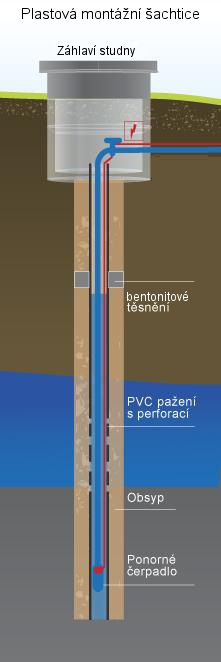 Plastová montážní šachtice
Záhlaví studny
bentonitové
těsnění
PVC pažení
s perforací
Obsyp
Ponorné
čerpadlo